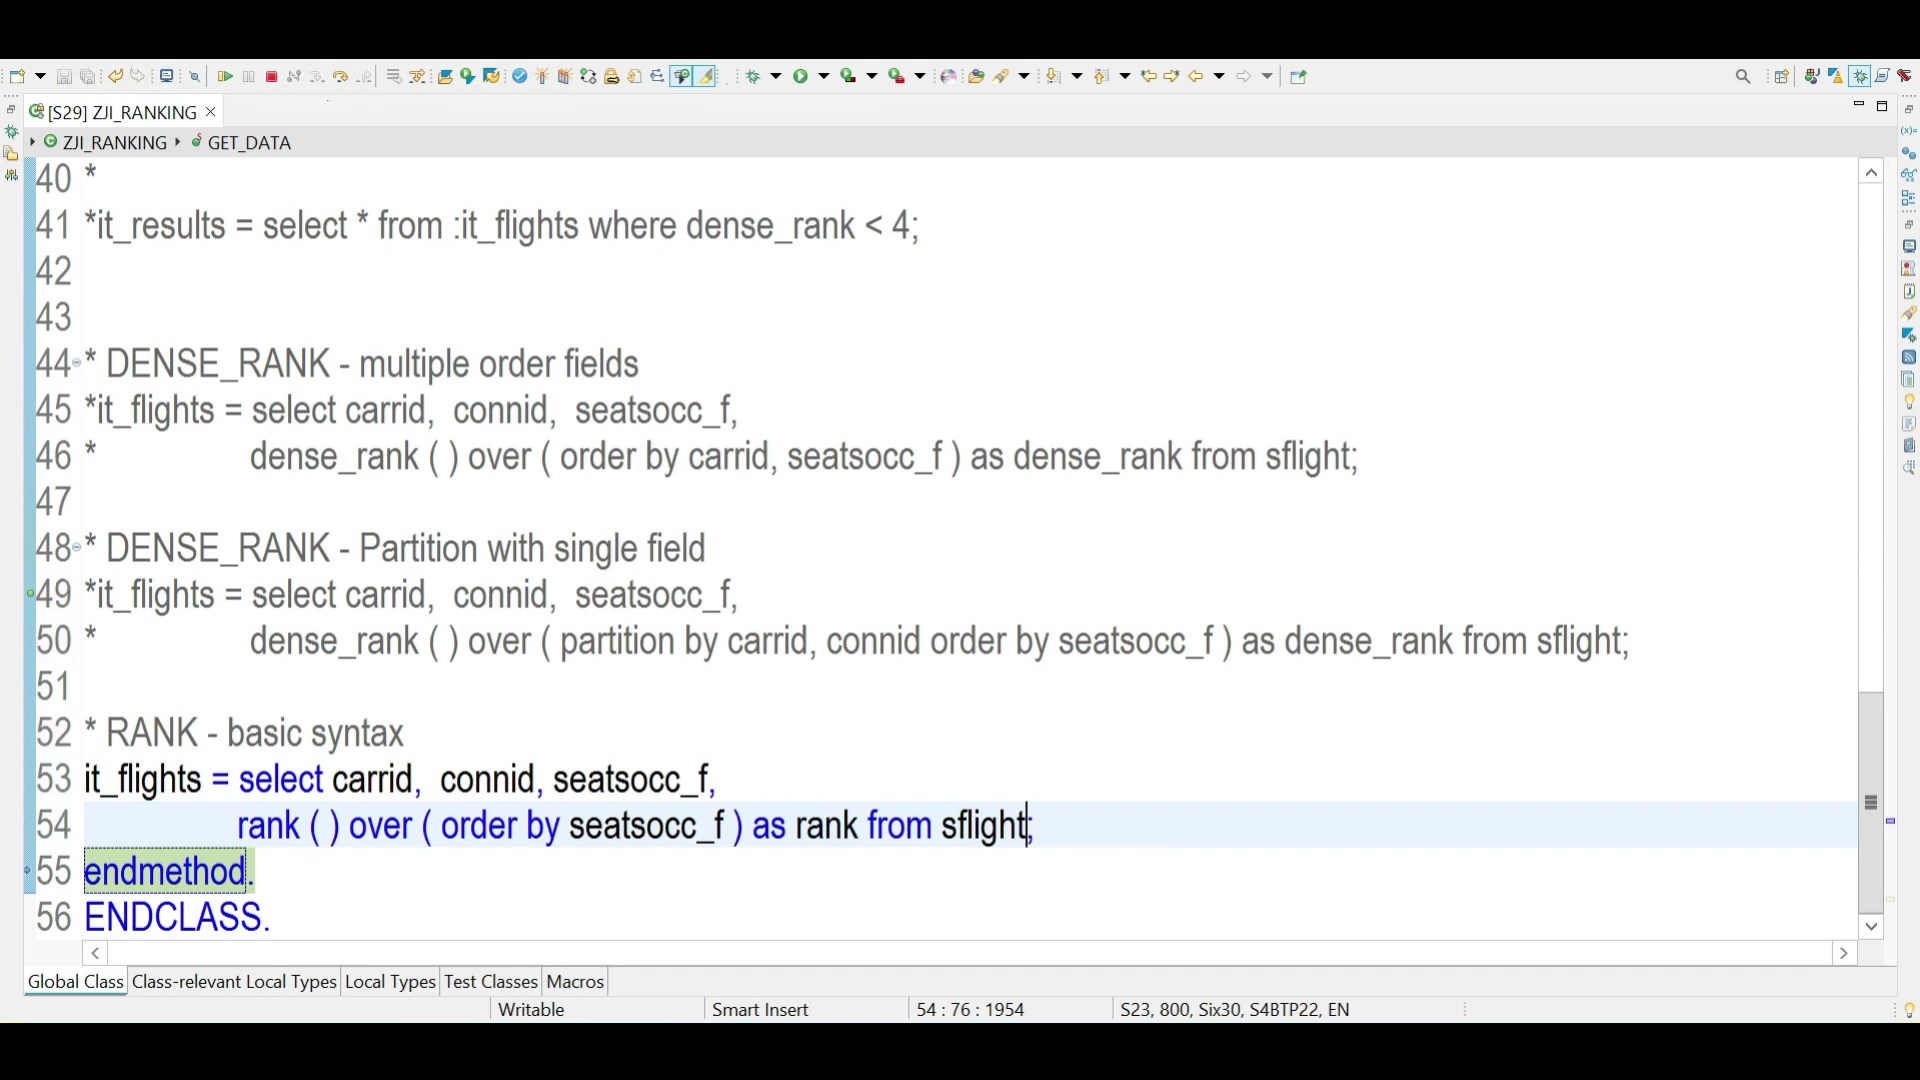 [S29] ZJI_RANKING
ZJI_RANKING GET_DATA
40 *
41 *it_results = select * from :it_flights where dense_rank < 4;
42
43
44 * DENSE_RANK - multiple order fields
45 *it_flights = select carrid,  connid,  seatsocc_f,
46 * dense_rank ( ) over ( order by carrid, seatsocc_f ) as dense_rank from sflight;
47
48 * DENSE_RANK - Partition with single field
49 *it_flights = select carrid,  connid,  seatsocc_f,
50 * dense_rank ( ) over ( partition by carrid, connid order by seatsocc_f ) as dense_rank from sflight;
51
52 * RANK - basic syntax
53 it_flights = select carrid,  connid, seatsocc_f,
54 rank ( ) over ( order by seatsocc_f ) as rank from sflight;
55 endmethod.
56 ENDCLASS.
Global Class Class-relevant Local Types Local Types Test Classes Macros
Writable Smart Insert 54 : 76 : 1954 S23, 800, Six30, S4BTP22, EN